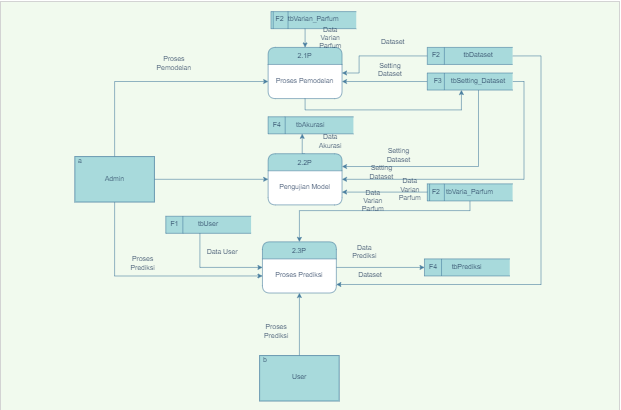 F2 tbVarian_Parfum
Data
Varian
Parfum
Dataset
F2 tbDataset
Proses
Pemodelan
2.1P
Proses Pemodelan
Setting
Dataset
F3 tbSetting_Dataset
F4 tbAkurasi
Data
Akurasi
a
Admin
2.2P
Pengujian Model
Setting
Dataset
Setting
Dataset
Data
Varian
Parfum
F2 tbVaria_Parfum
Data
Varian
Parfum
F1 tbUser
Data User
2.3P
Proses Prediksi
Data
Prediksi
F4 tbPrediksi
Dataset
Proses
Prediksi
Proses
Prediksi
b
User